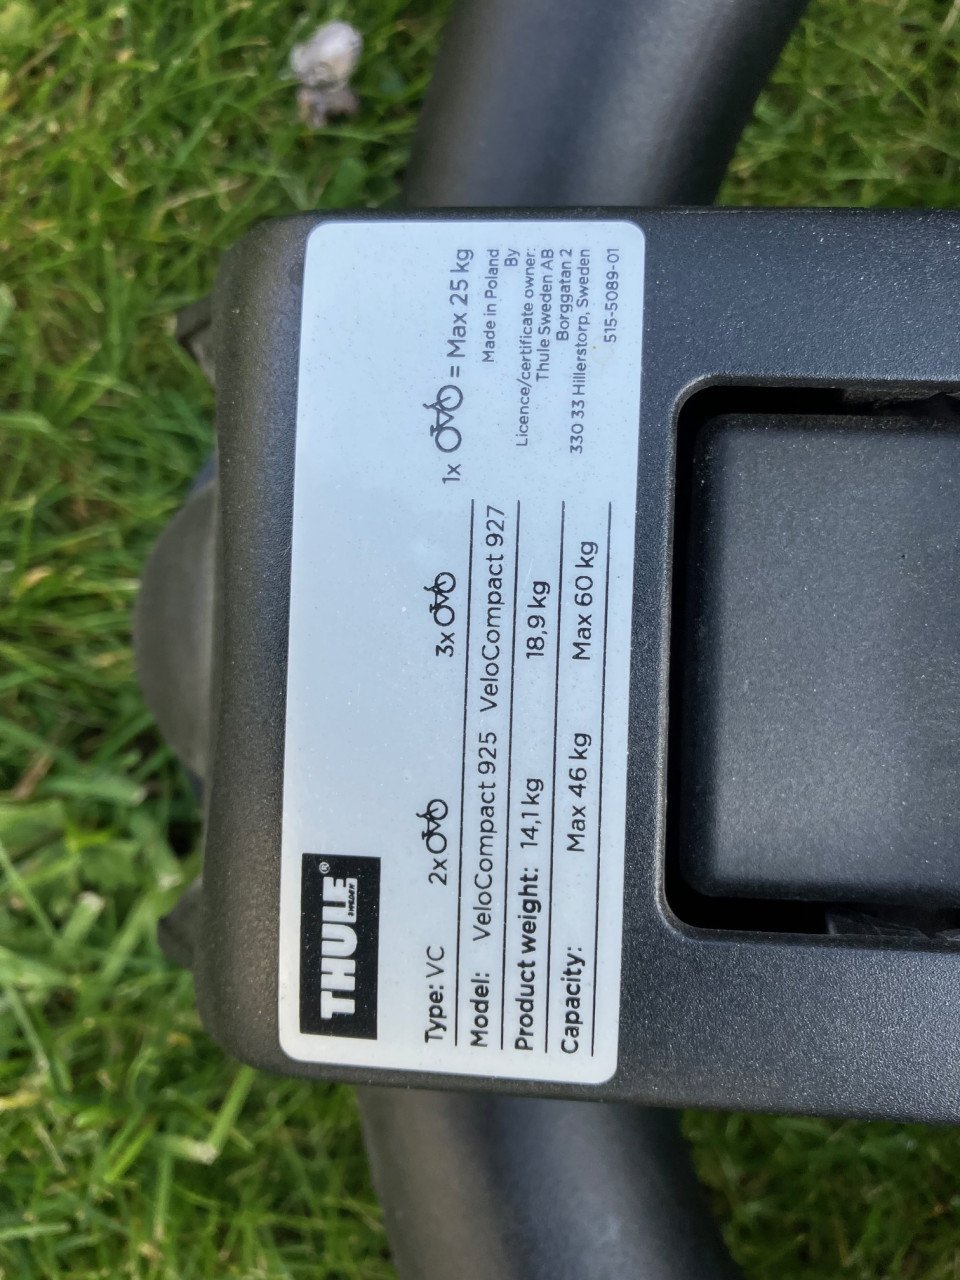 THULE®
SWEDEN
Type: VC 2x 3x 1x = Max 25 kg
Model: VeloCompact 925 VeloCompact 927
Product weight: 14,1 kg 18,9 kg
Capacity: Max 46 kg Max 60 kg
Made in Poland
By
Licence/certificate owner:
Thule Sweden AB
Borggatan 2
330 33 Hillerstorp, Sweden
515-5089-01